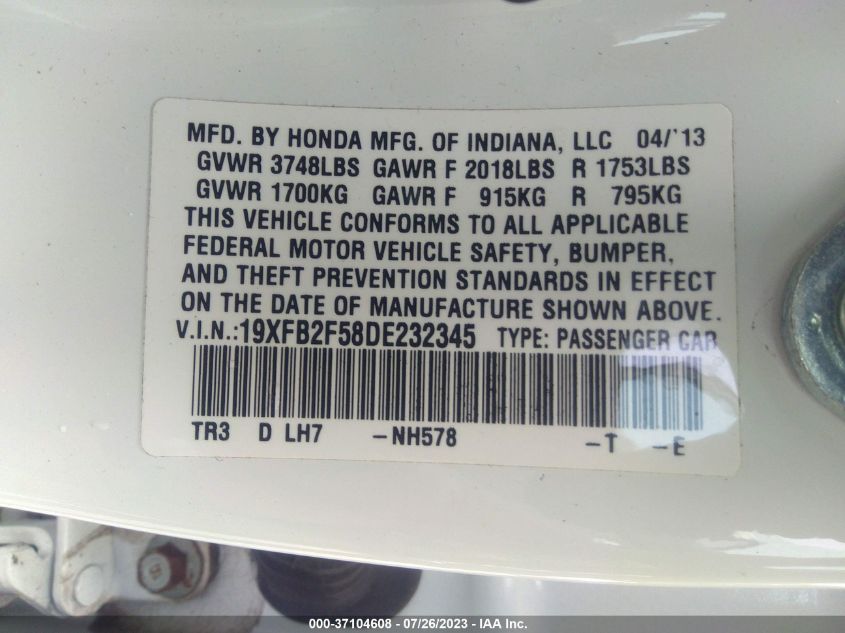 MFD. BY HONDA MFG. OF INDIANA, LLC 04/'13
GVWR 3748LBS GAWR F 2018LBS R 1753LBS
GVWR 1700KG GAWR F 915KG R 795KG
THIS VEHICLE CONFORMS TO ALL APPLICABLE
FEDERAL MOTOR VEHICLE SAFETY, BUMPER,
AND THEFT PREVENTION STANDARDS IN EFFECT
ON THE DATE OF MANUFACTURE SHOWN ABOVE.
V.I.N.:19XFB2F58DE232345 TYPE: PASSENGER CAR
TR3 D LH7 -NH578 -T -E
000-37104608 - 07/26/2023 - IAA Inc.